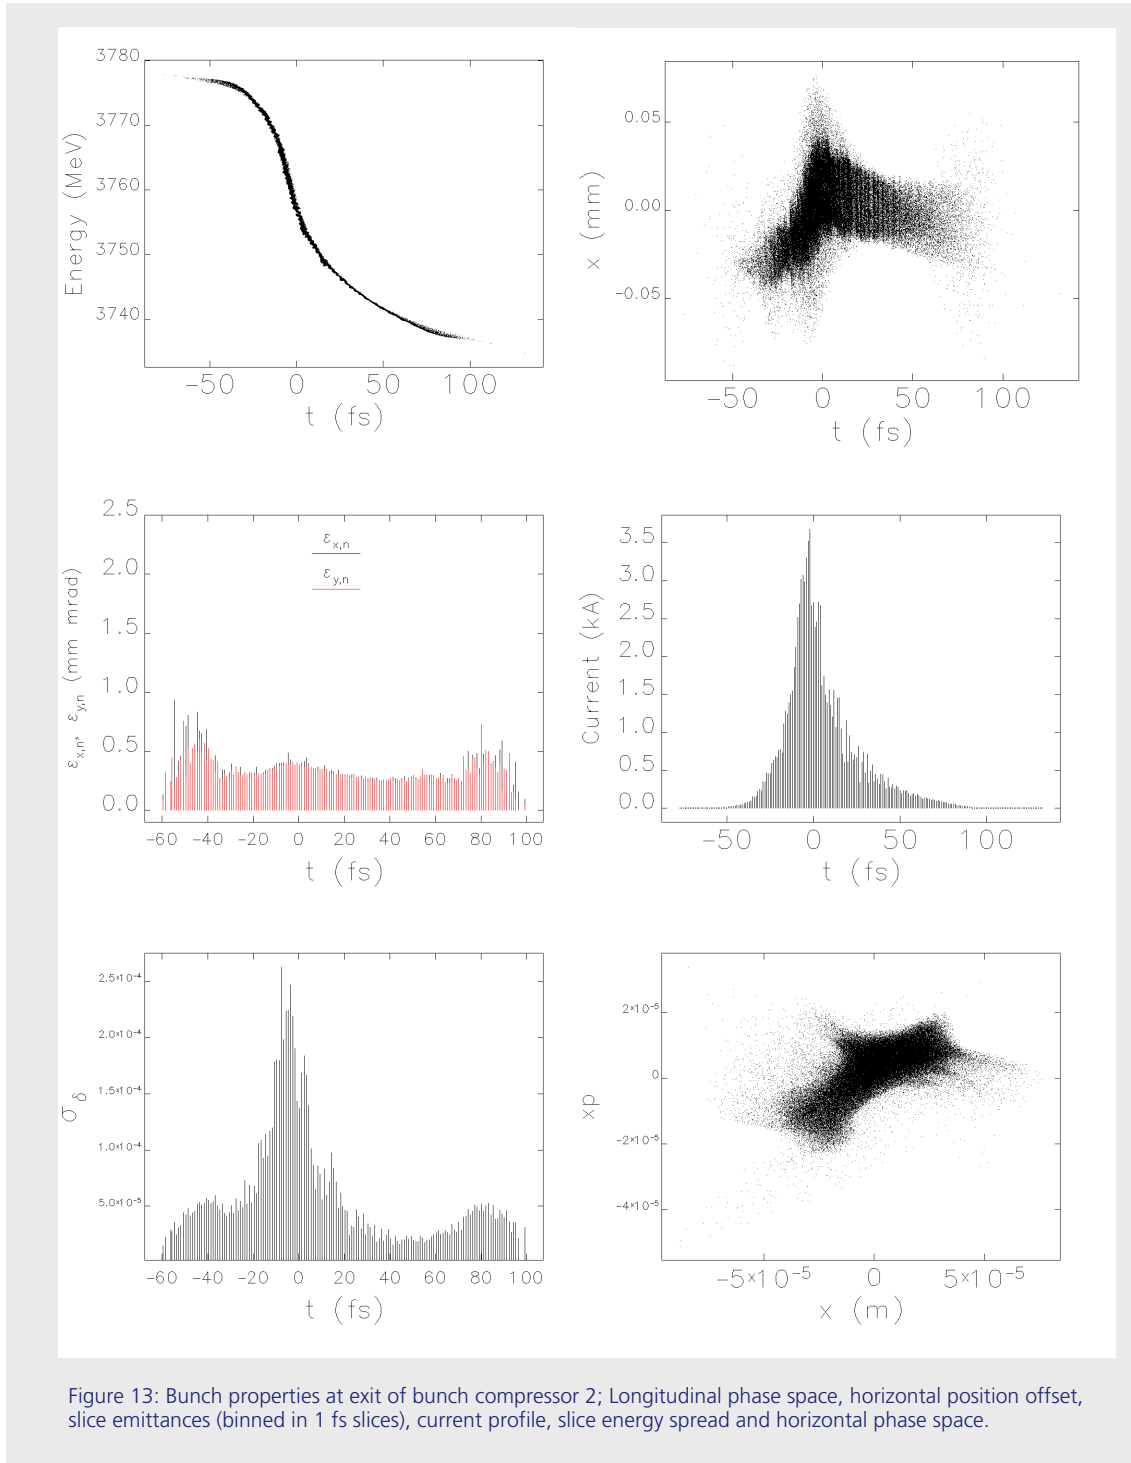 3780
3770
3760
3750
3740
Energy (MeV)
-50 0 50 100
t (fs)
0.05
0.00
-0.05
x (mm)
-50 0 50 100
t (fs)
2.5
2.0
1.5
1.0
0.5
0.0
εx,n, εy,n (mm mrad)
εx,n
εy,n
-60 -40 -20 0 20 40 60 80 100
t (fs)
3.5
3.0
2.5
2.0
1.5
1.0
0.5
0.0
Current (kA)
-50 0 50 100
t (fs)
2.5×10⁻⁴
2.0×10⁻⁴
1.5×10⁻⁴
1.0×10⁻⁴
5.0×10⁻⁵
σδ
-60 -40 -20 0 20 40 60 80 100
t (fs)
2×10⁻⁵
0
-2×10⁻⁵
-4×10⁻⁵
xp
-5×10⁻⁵ 0 5×10⁻⁵
x (m)
Figure 13: Bunch properties at exit of bunch compressor 2; Longitudinal phase space, horizontal position offset,
slice emittances (binned in 1 fs slices), current profile, slice energy spread and horizontal phase space.